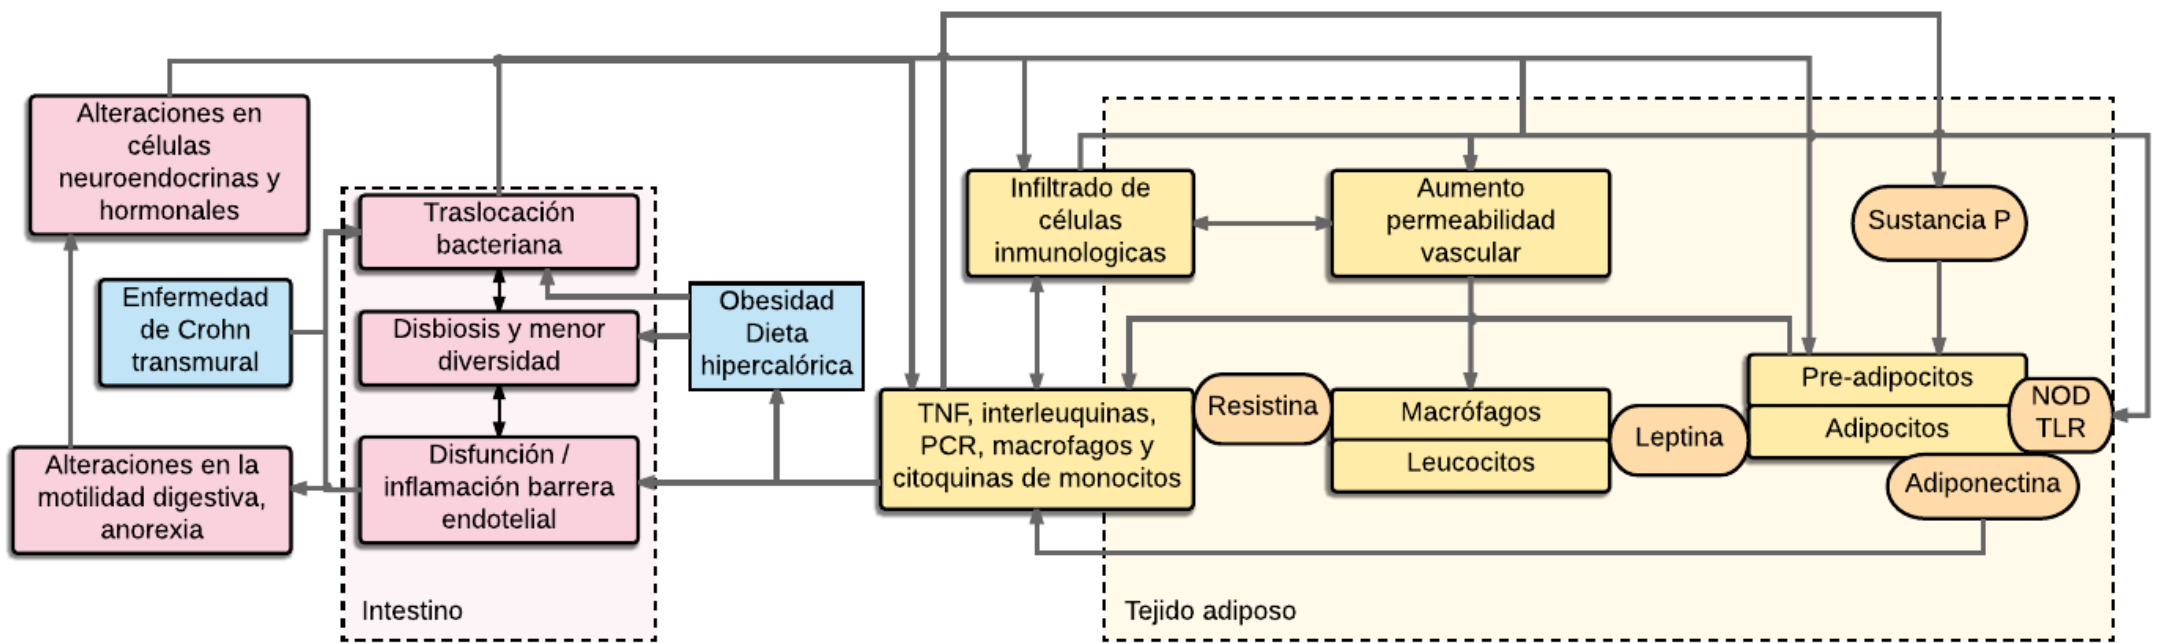 Alteraciones en
células
neuroendocrinas y
hormonales
Enfermedad
de Crohn
transmural
Alteraciones en la
motilidad digestiva,
anorexia
Traslocación
bacteriana
Disbiosis y menor
diversidad
Disfunción /
inflamación barrera
endotelial
Intestino
Obesidad
Dieta
hipercalórica
Infiltrado de
células
inmunologicas
TNF, interleuquinas,
PCR, macrofagos y
citoquinas de monocitos
Aumento
permeabilidad
vascular
Resistina
Macrófagos
Leucocitos
Leptina
Sustancia P
Pre-adipocitos
Adipocitos
NOD
TLR
Adiponectina
Tejido adiposo